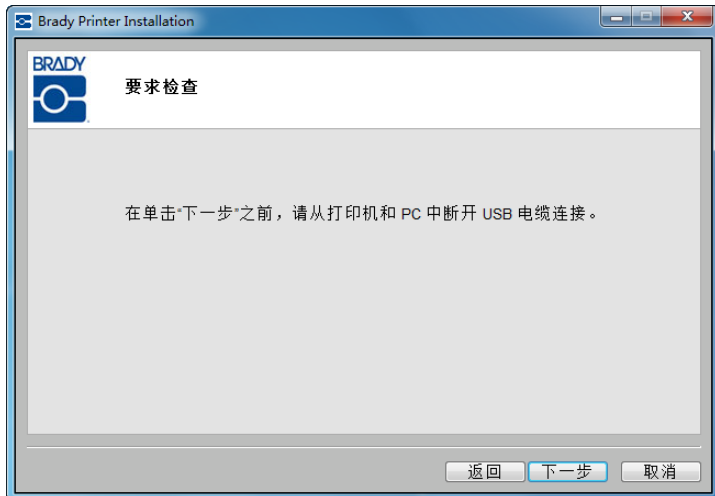 Brady Printer Installation
BRADY
要求检查
在单击“下一步”之前，请从打印机和 PC 中断开 USB 电缆连接。
返回
下一步
取消